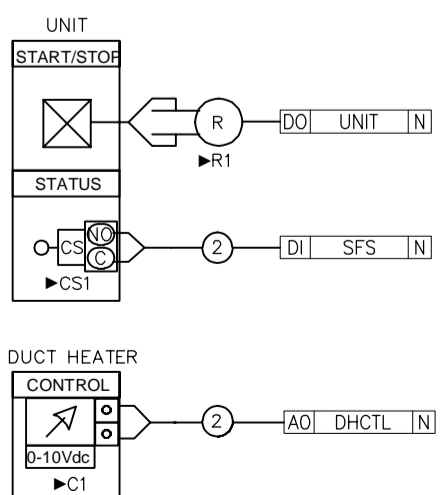 UNIT
START/STOP
R
DO UNIT N
►R1
STATUS
NO
CS
C
2
DI SFS N
►CS1
DUCT HEATER
CONTROL
2
AO DHCTL N
0-10Vdc
►C1